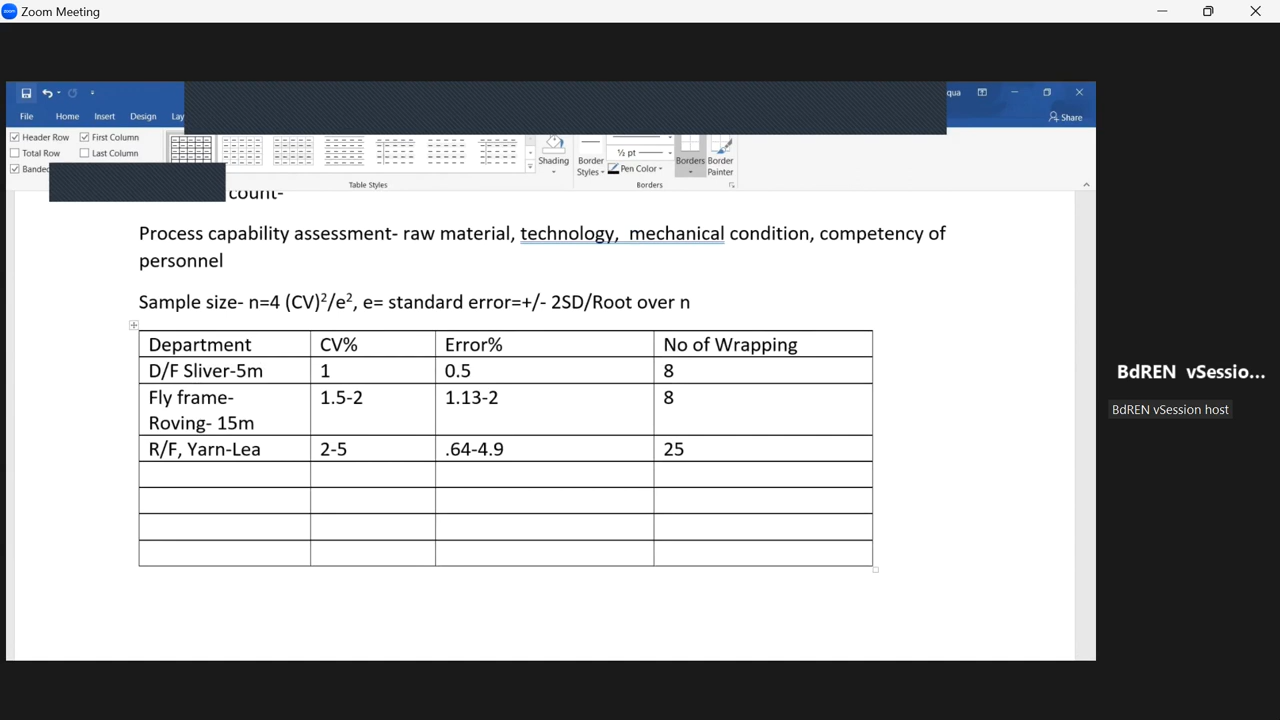 Zoom Meeting
qua
File Home Insert Design Lay
Share
Header Row First Column
Total Row Last Column
Banded
Shading
Border Styles
½ pt
Pen Color
Borders
Border Painter
Table Styles
Borders
count-
Process capability assessment- raw material, technology, mechanical condition, competency of
personnel
Sample size- n=4 (CV)²/e², e= standard error=+/- 2SD/Root over n
Department CV% Error% No of Wrapping
D/F Sliver-5m 1 0.5 8
Fly frame- 1.5-2 1.13-2 8
Roving- 15m
R/F, Yarn-Lea 2-5 .64-4.9 25
BdREN vSessio...
BdREN vSession host